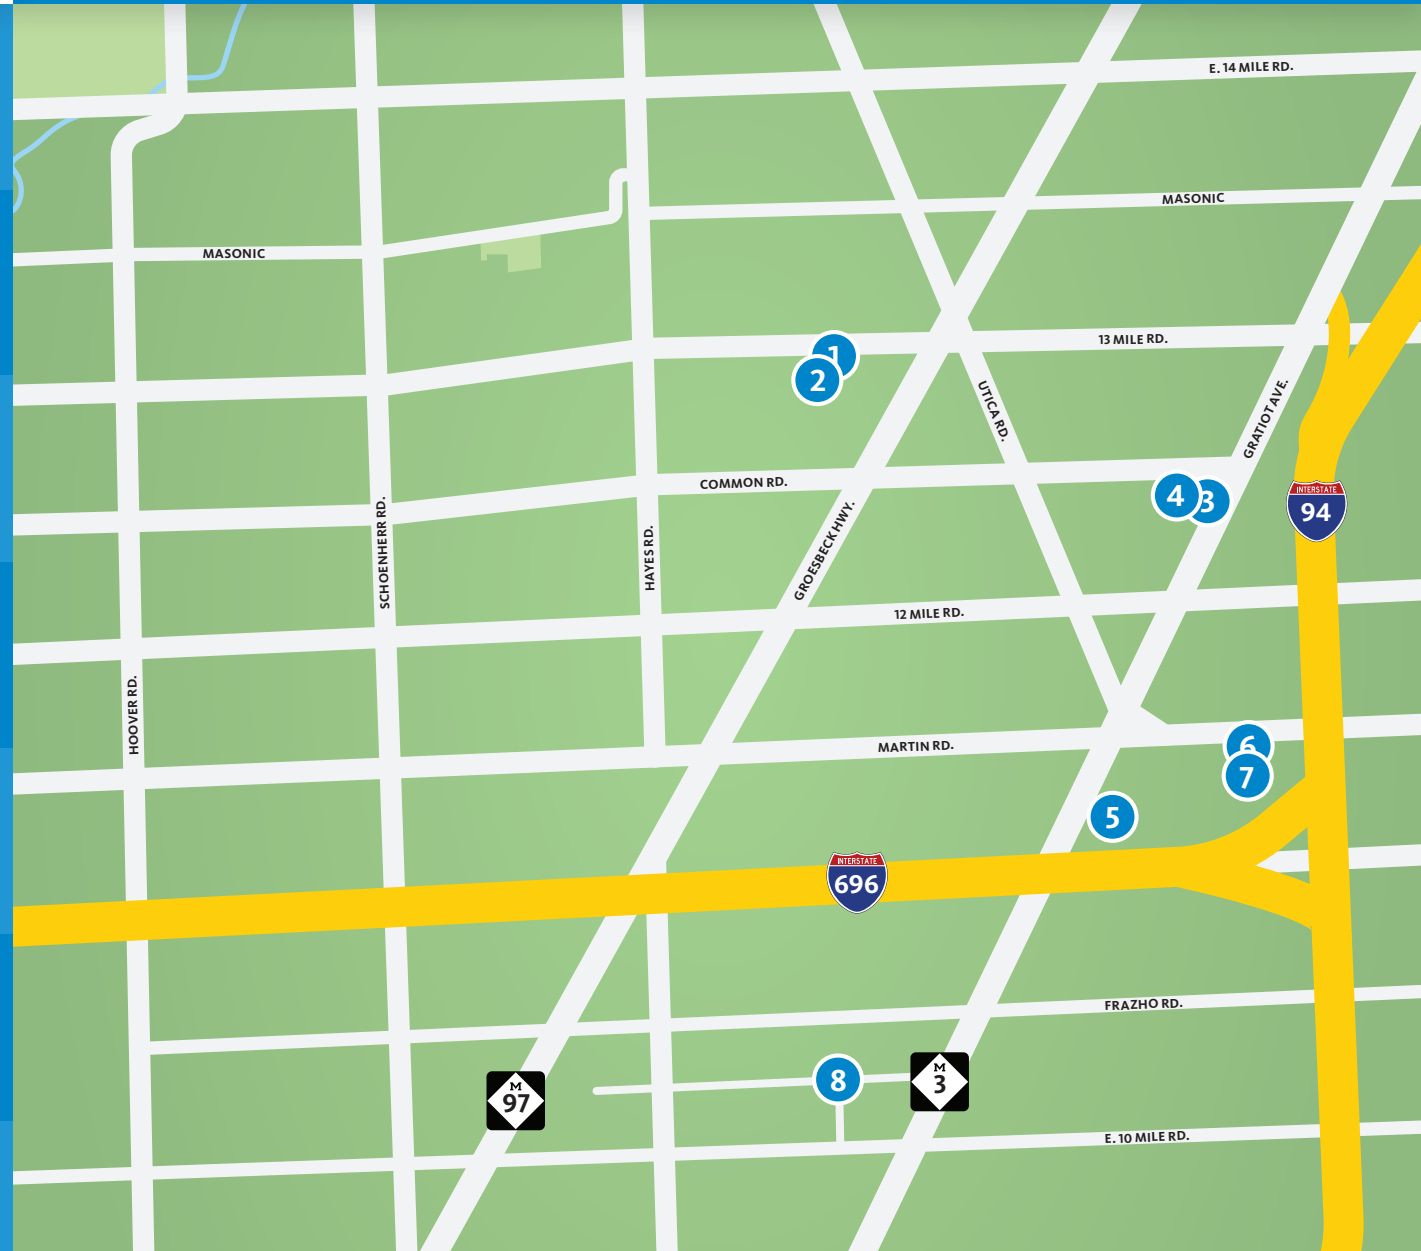 E. 14 MILE RD.
MASONIC
MASONIC
13 MILE RD.
1
2
UTICA RD.
GRATIOT AVE.
COMMON RD.
4
3
INTERSTATE
94
SCHOENHERR RD.
HAYES RD.
GROESBECK HWY.
12 MILE RD.
HOOVER RD.
MARTIN RD.
6
7
5
INTERSTATE
696
FRAZHO RD.
M
97
8
M
3
E. 10 MILE RD.